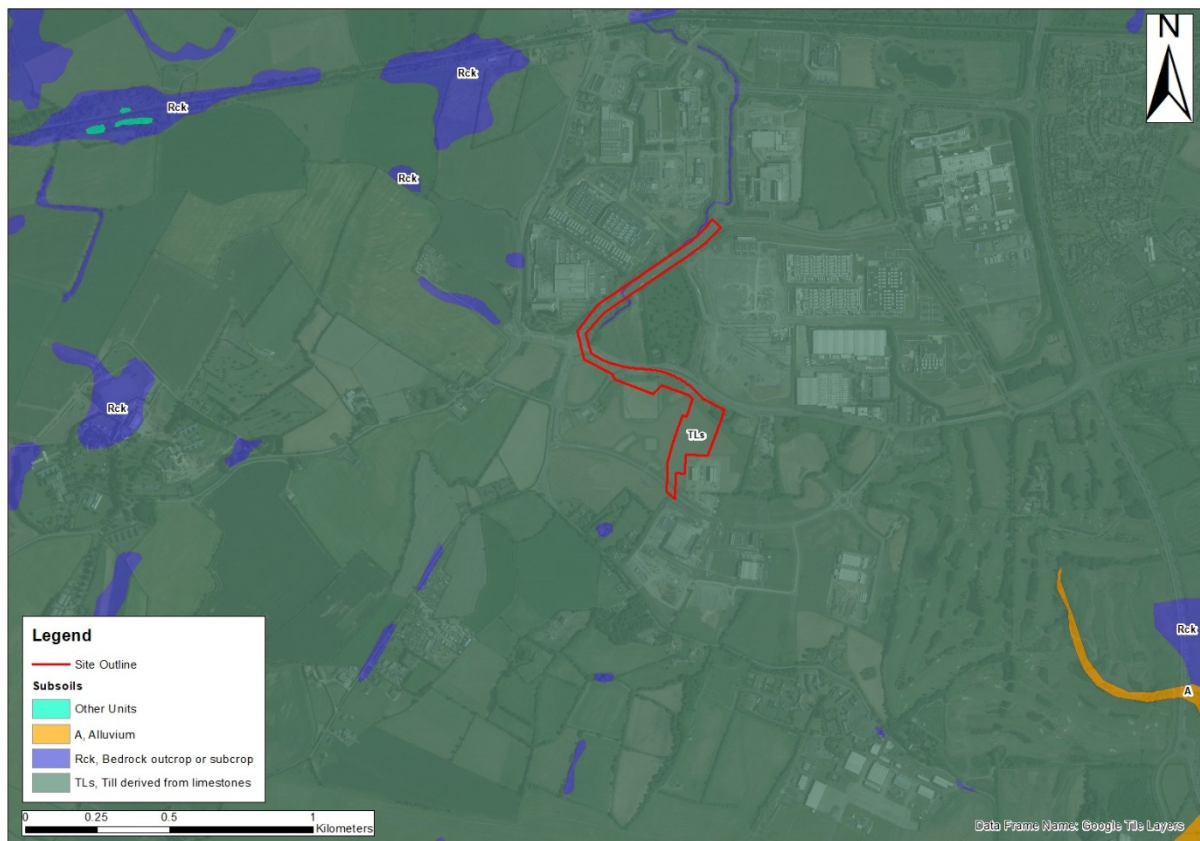 N
Rck
Rck
Rck
Rck
TLs
Rck
A
Legend
Site Outline
Subsoils
Other Units
A, Alluvium
Rck, Bedrock outcrop or subcrop
TLs, Till derived from limestones
0 0.25 0.5 1
Kilometers
Data Frame Name: Google Tile Layers